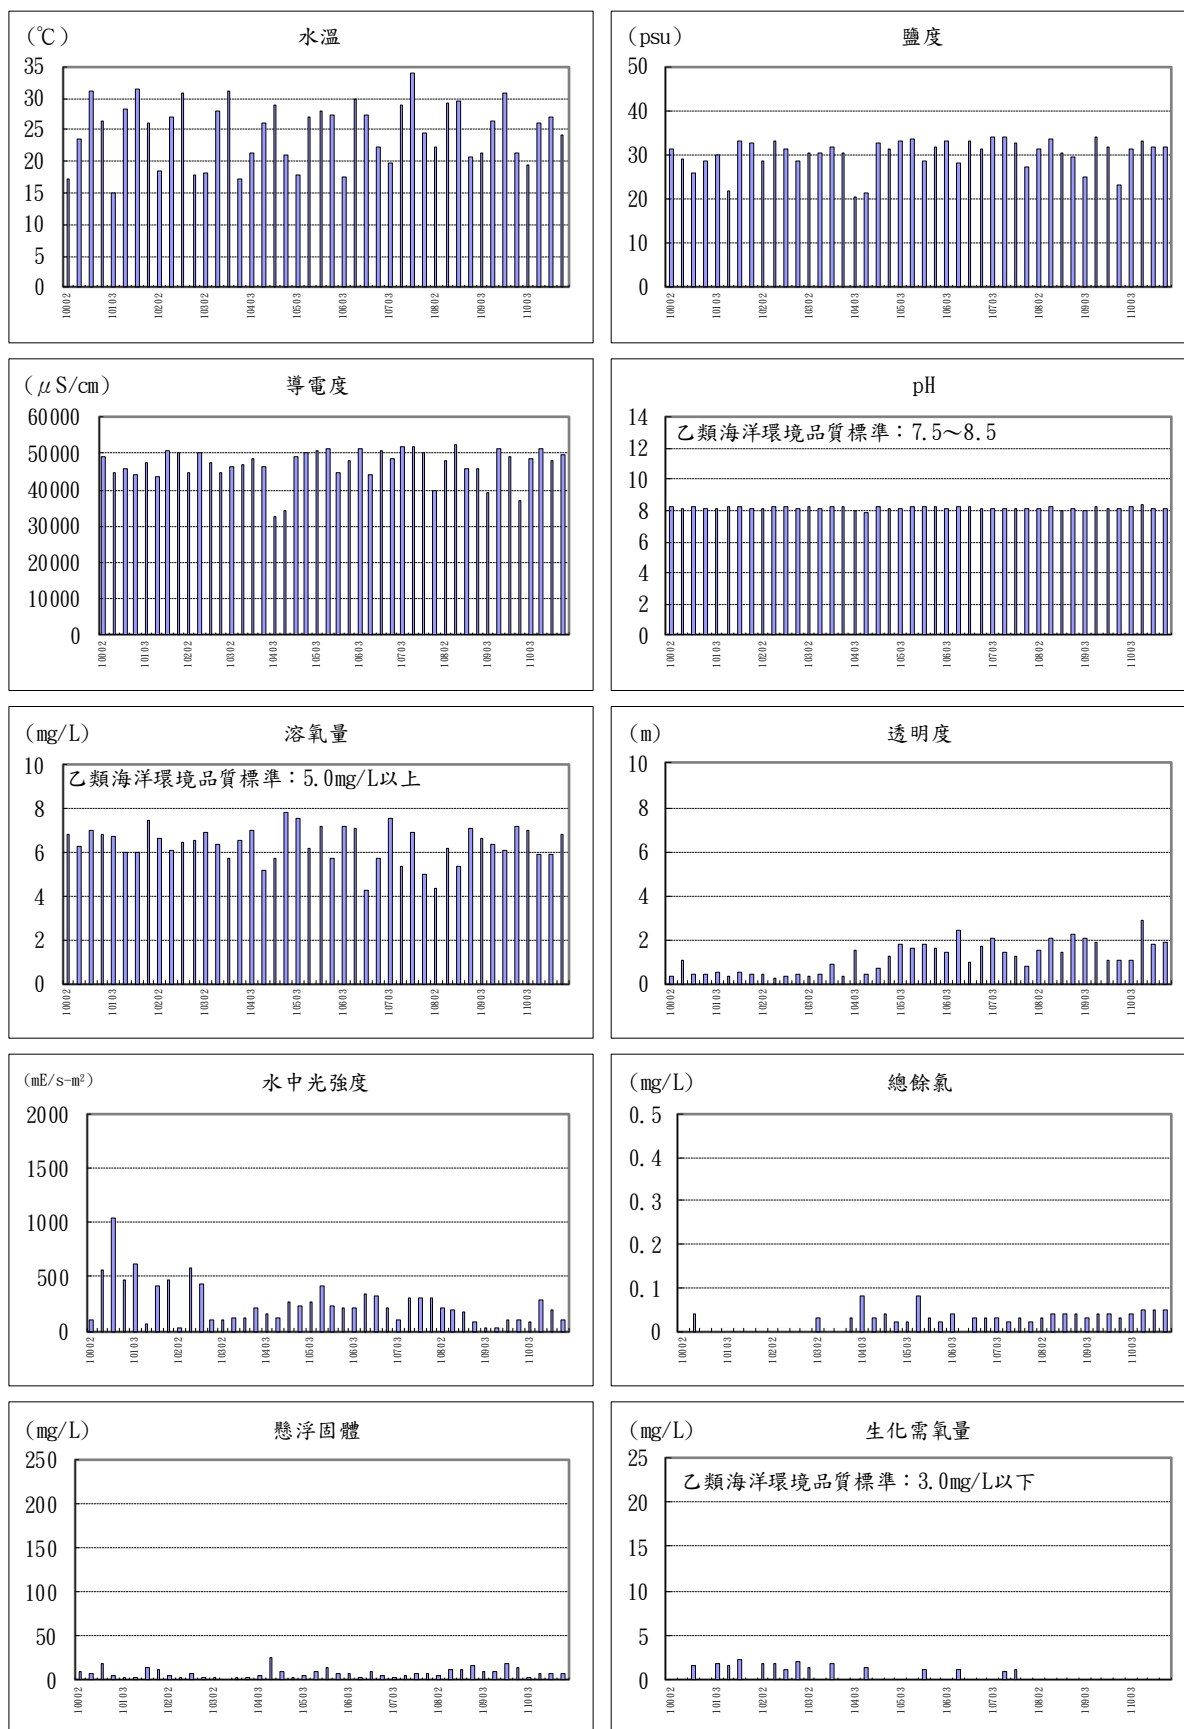 (℃) 水溫
35
30
25
20
15
10
5
0
10002 10103 10202 10302 10403 10503 10603 10703 10802 10903 11003
(psu) 鹽度
50
40
30
20
10
0
10002 10103 10202 10302 10403 10503 10603 10703 10802 10903 11003
(μS/cm) 導電度
60000
50000
40000
30000
20000
10000
0
10002 10103 10202 10302 10403 10503 10603 10703 10802 10903 11003
pH
乙類海洋環境品質標準：7.5～8.5
14
12
10
8
6
4
2
0
10002 10103 10202 10302 10403 10503 10603 10703 10802 10903 11003
(mg/L) 溶氧量
乙類海洋環境品質標準：5.0mg/L以上
10
8
6
4
2
0
10002 10103 10202 10302 10403 10503 10603 10703 10802 10903 11003
(m) 透明度
10
8
6
4
2
0
10002 10103 10202 10302 10403 10503 10603 10703 10802 10903 11003
(mE/s-m²) 水中光強度
2000
1500
1000
500
0
10002 10103 10202 10302 10403 10503 10603 10703 10802 10903 11003
(mg/L) 總餘氯
0.5
0.4
0.3
0.2
0.1
0
10002 10103 10202 10302 10403 10503 10603 10703 10802 10903 11003
(mg/L) 懸浮固體
250
200
150
100
50
0
10002 10103 10202 10302 10403 10503 10603 10703 10802 10903 11003
(mg/L) 生化需氧量
乙類海洋環境品質標準：3.0mg/L以下
25
20
15
10
5
0
10002 10103 10202 10302 10403 10503 10603 10703 10802 10903 11003